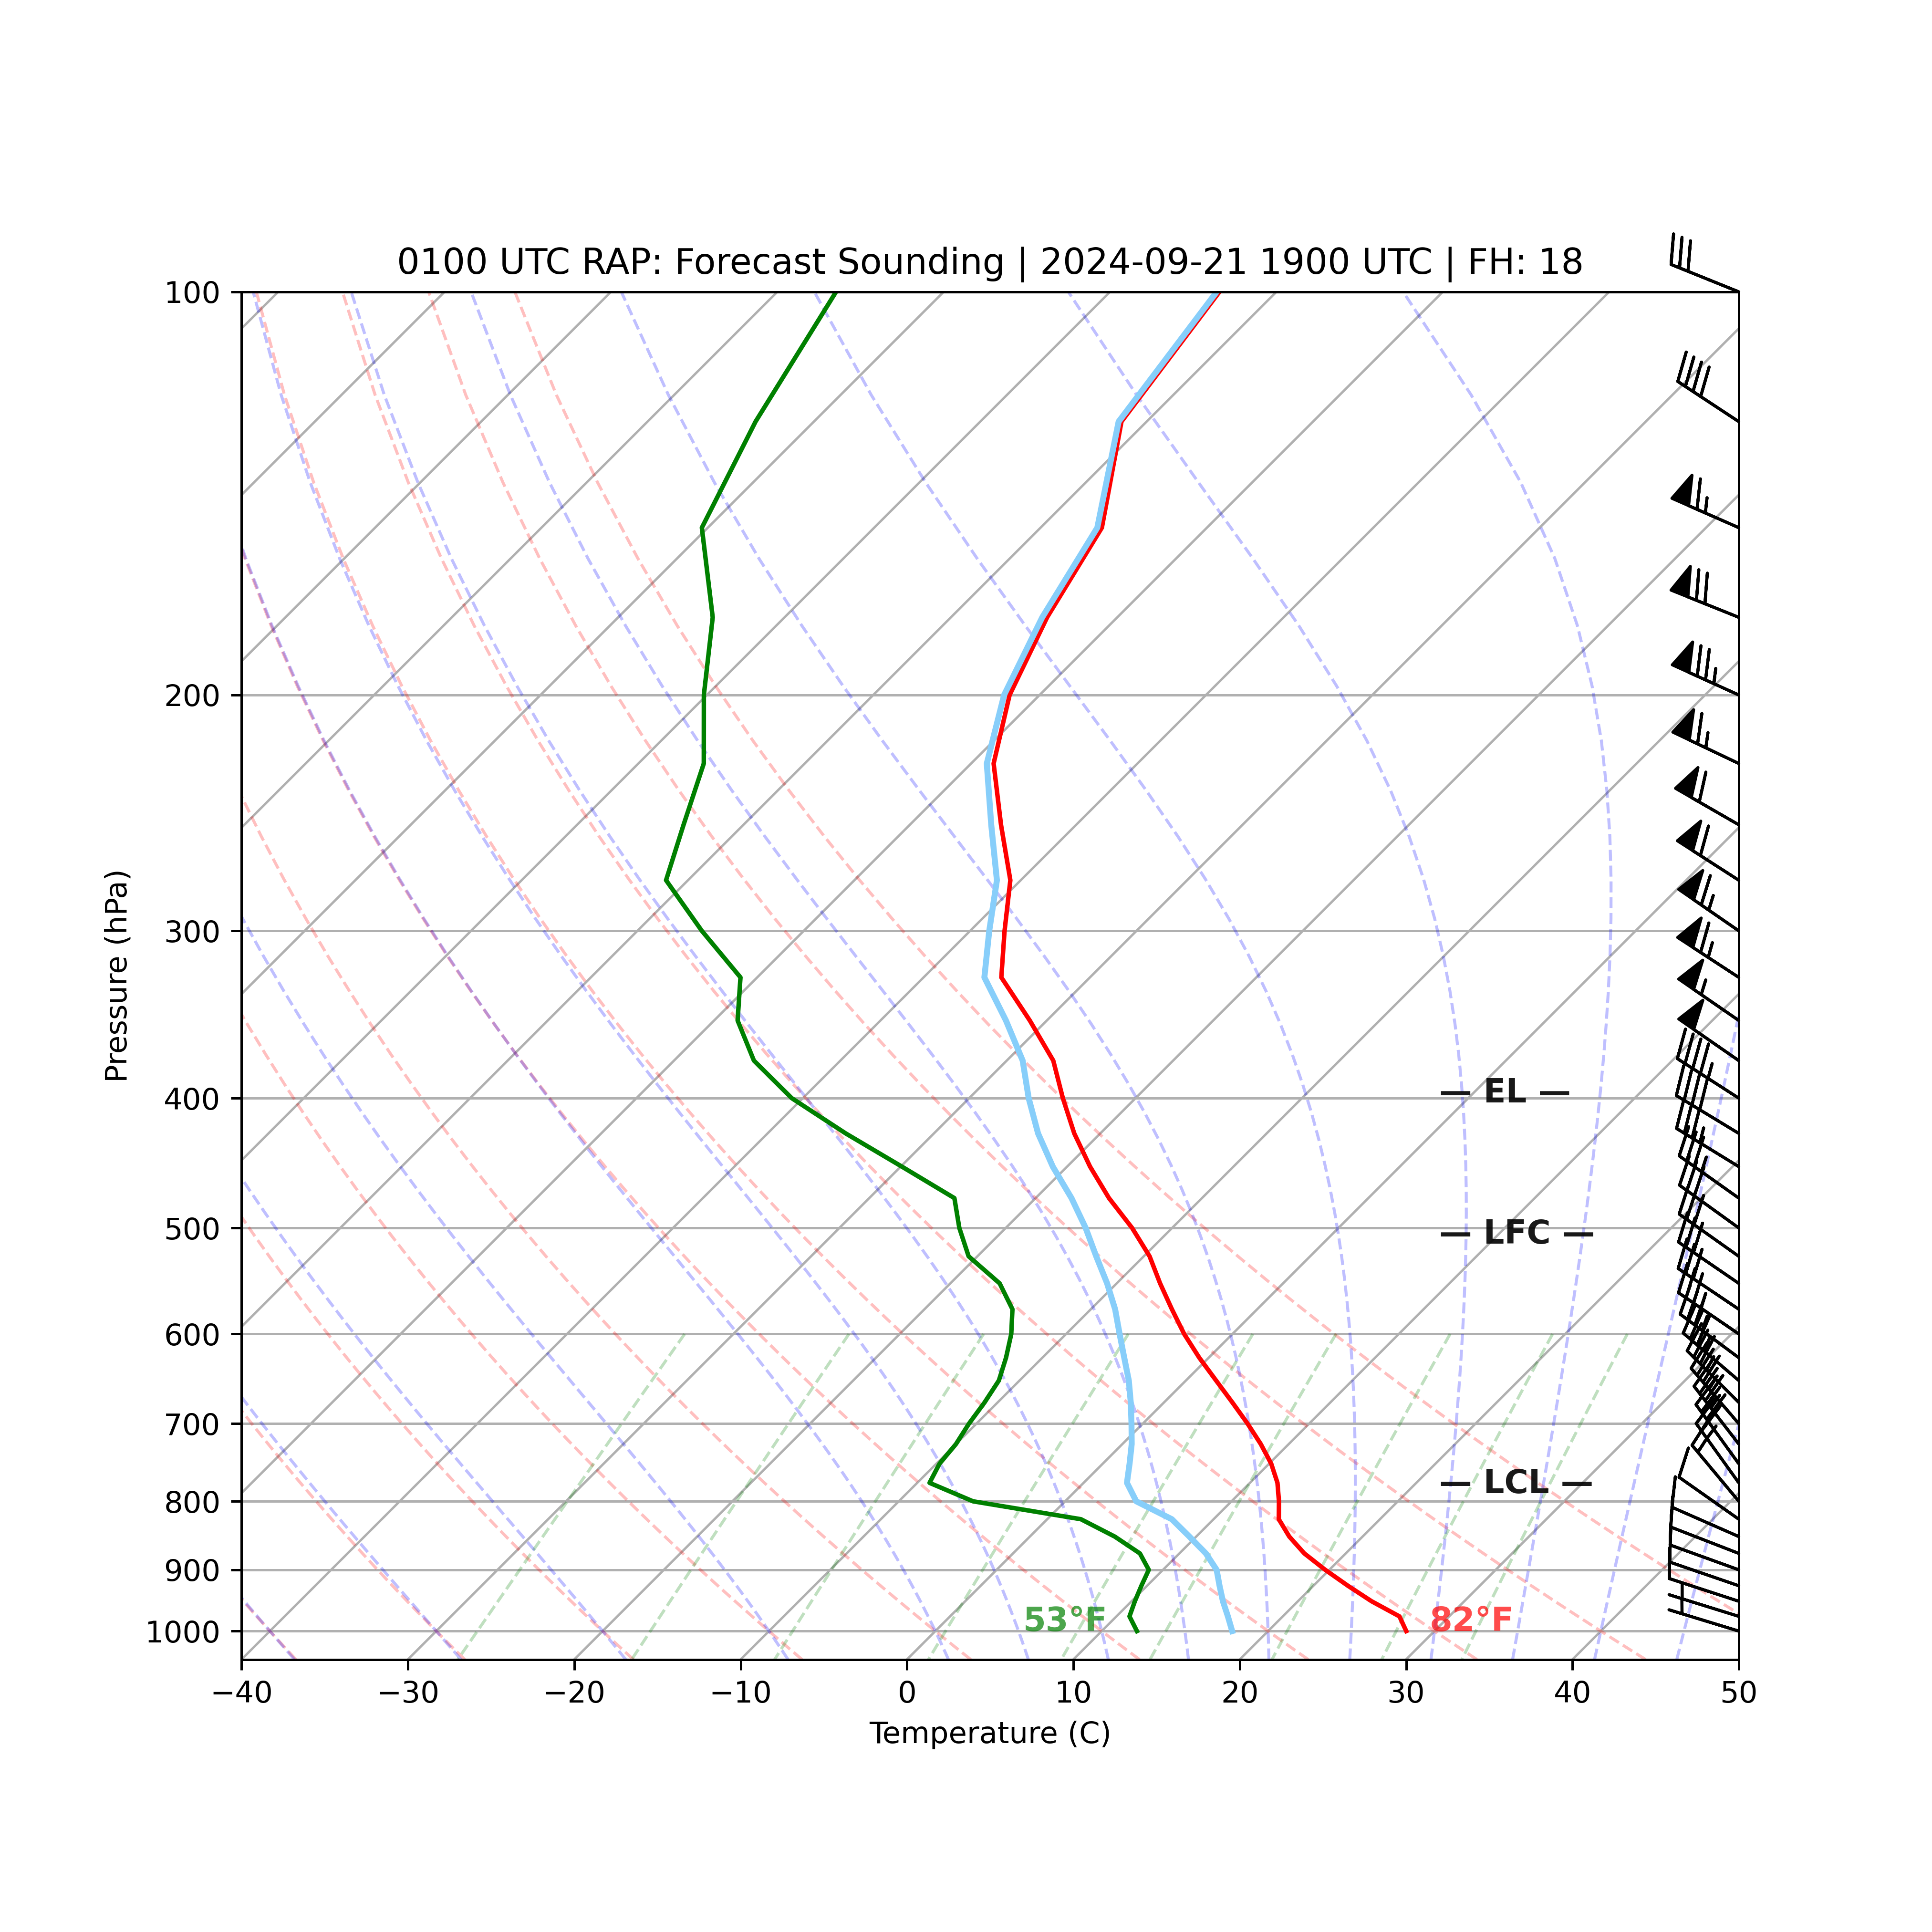 0100 UTC RAP: Forecast Sounding | 2024-09-21 1900 UTC | FH: 18
100
200
300
Pressure (hPa)
400
— EL —
500
— LFC —
600
700
800
— LCL —
900
1000
53°F
82°F
−40 −30 −20 −10 0 10 20 30 40 50
Temperature (C)